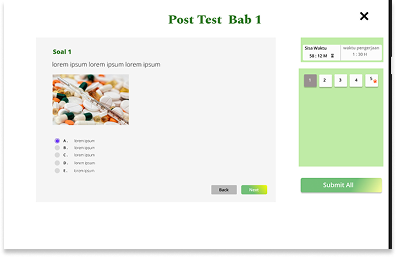 Post Test Bab 1
Soal 1
lorem ipsum lorem ipsum lorem ipsum
A. lorem ipsum
B. lorem ipsum
C. lorem ipsum
D. lorem ipsum
E. lorem ipsum
Back
Next
Sisa Waktu
58 : 12 M
waktu pengerjaan
1 : 30 H
1
2
3
4
5
Submit All